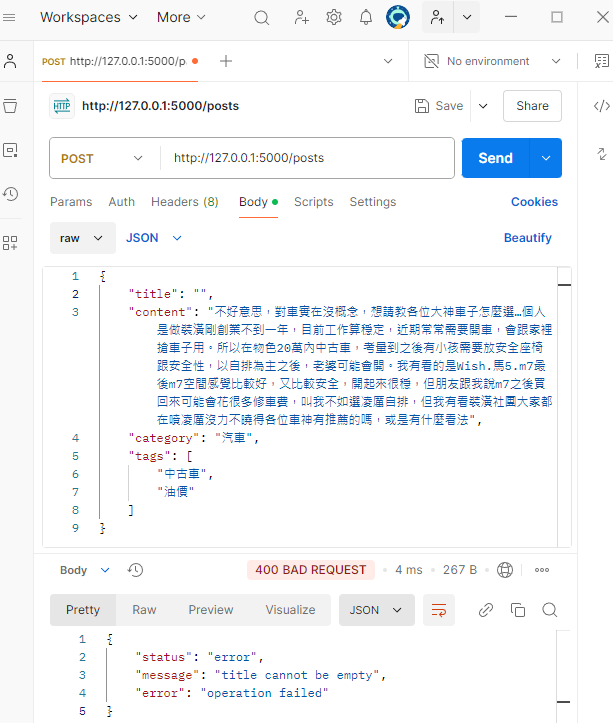 Workspaces More
POST http://127.0.0.1:5000/p No environment
HTTP http://127.0.0.1:5000/posts Save Share
POST http://127.0.0.1:5000/posts Send
Params Auth Headers (8) Body Scripts Settings Cookies
raw JSON Beautify
1 {
2 "title": "",
3 "content": "不好意思，對車實在沒概念，想請教各位大神車子怎麼選…個人
是做裝潢剛創業不到一年，目前工作算穩定，近期常常需要開車，會跟家裡
搶車子用。所以在物色20萬內中古車，考量到之後有小孩需要放安全座椅
跟安全性，以自排為主之後，老婆可能會開。我有看的是Wish.馬5.m7最
後m7空間感覺比較好，又比較安全，開起來很穩，但朋友跟我說m7之後買
回來可能會花很多修車費，叫我不如選凌厲自排，但我有看裝潢社團大家都
在噴凌厲沒力不曉得各位車神有推薦的嗎，或是有什麼看法",
4 "category": "汽車",
5 "tags": [
6 "中古車",
7 "油價"
8 ]
9 }
Body 400 BAD REQUEST 4 ms 267 B
Pretty Raw Preview Visualize JSON
1 {
2 "status": "error",
3 "message": "title cannot be empty",
4 "error": "operation failed"
5 }